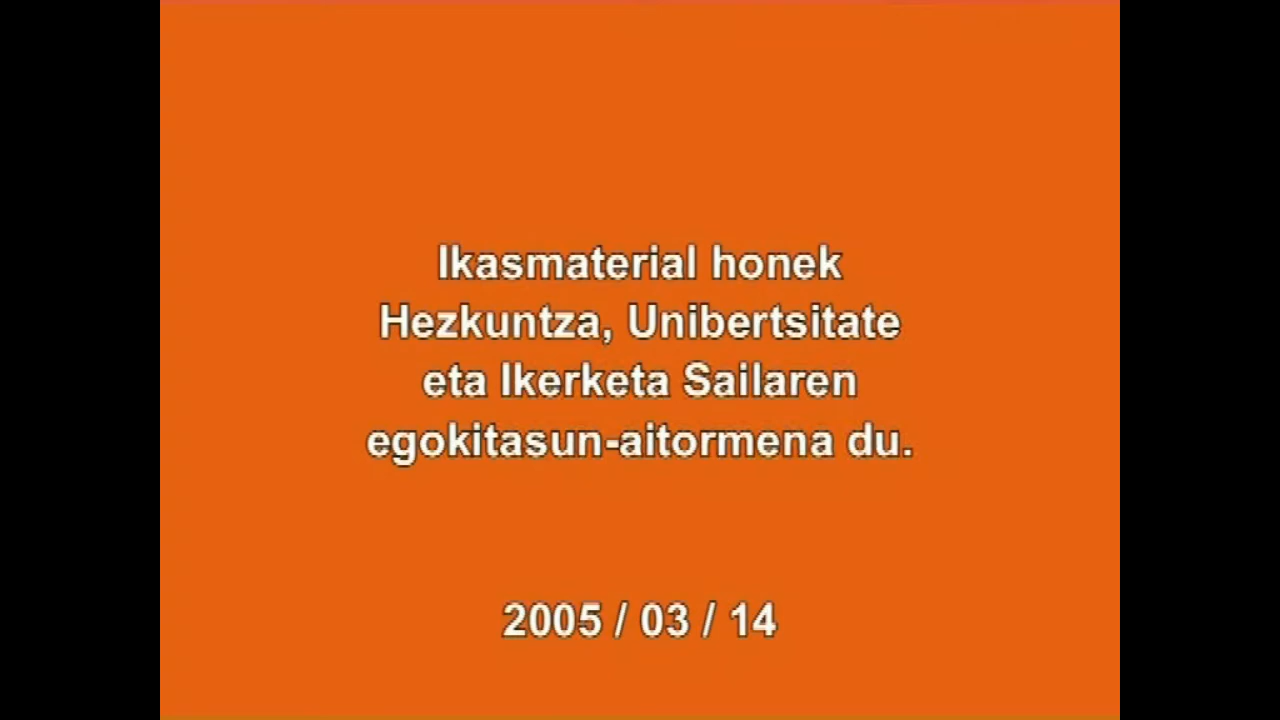 Ikasmaterial honek
Hezkuntza, Unibertsitate
eta Ikerketa Sailaren
egokitasun-aitormena du.
2005 / 03 / 14